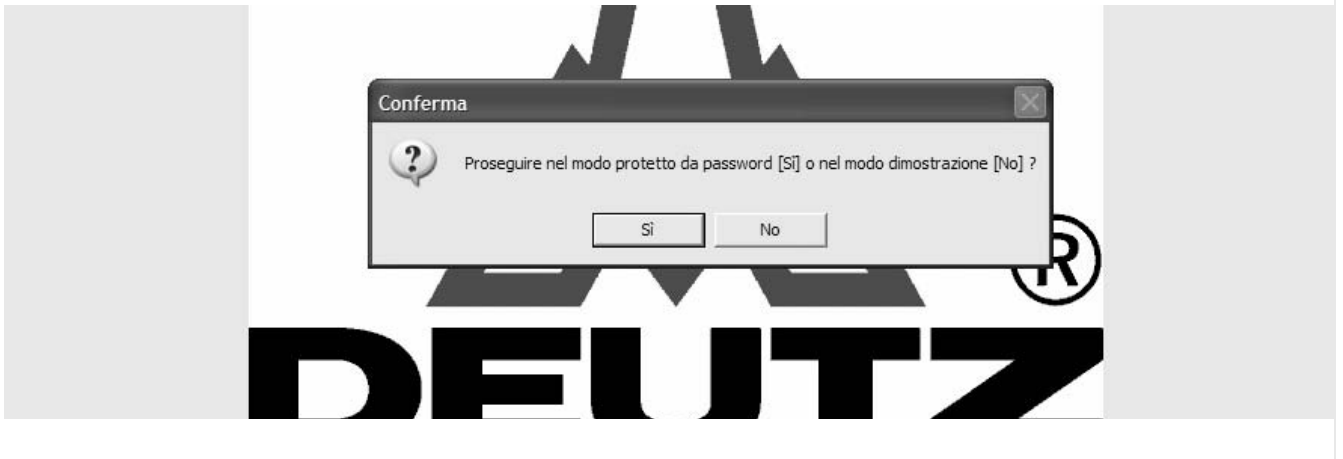 Conferma
Proseguire nel modo protetto da password [Sì] o nel modo dimostrazione [No] ?
Sì
No
®
DEUTZ